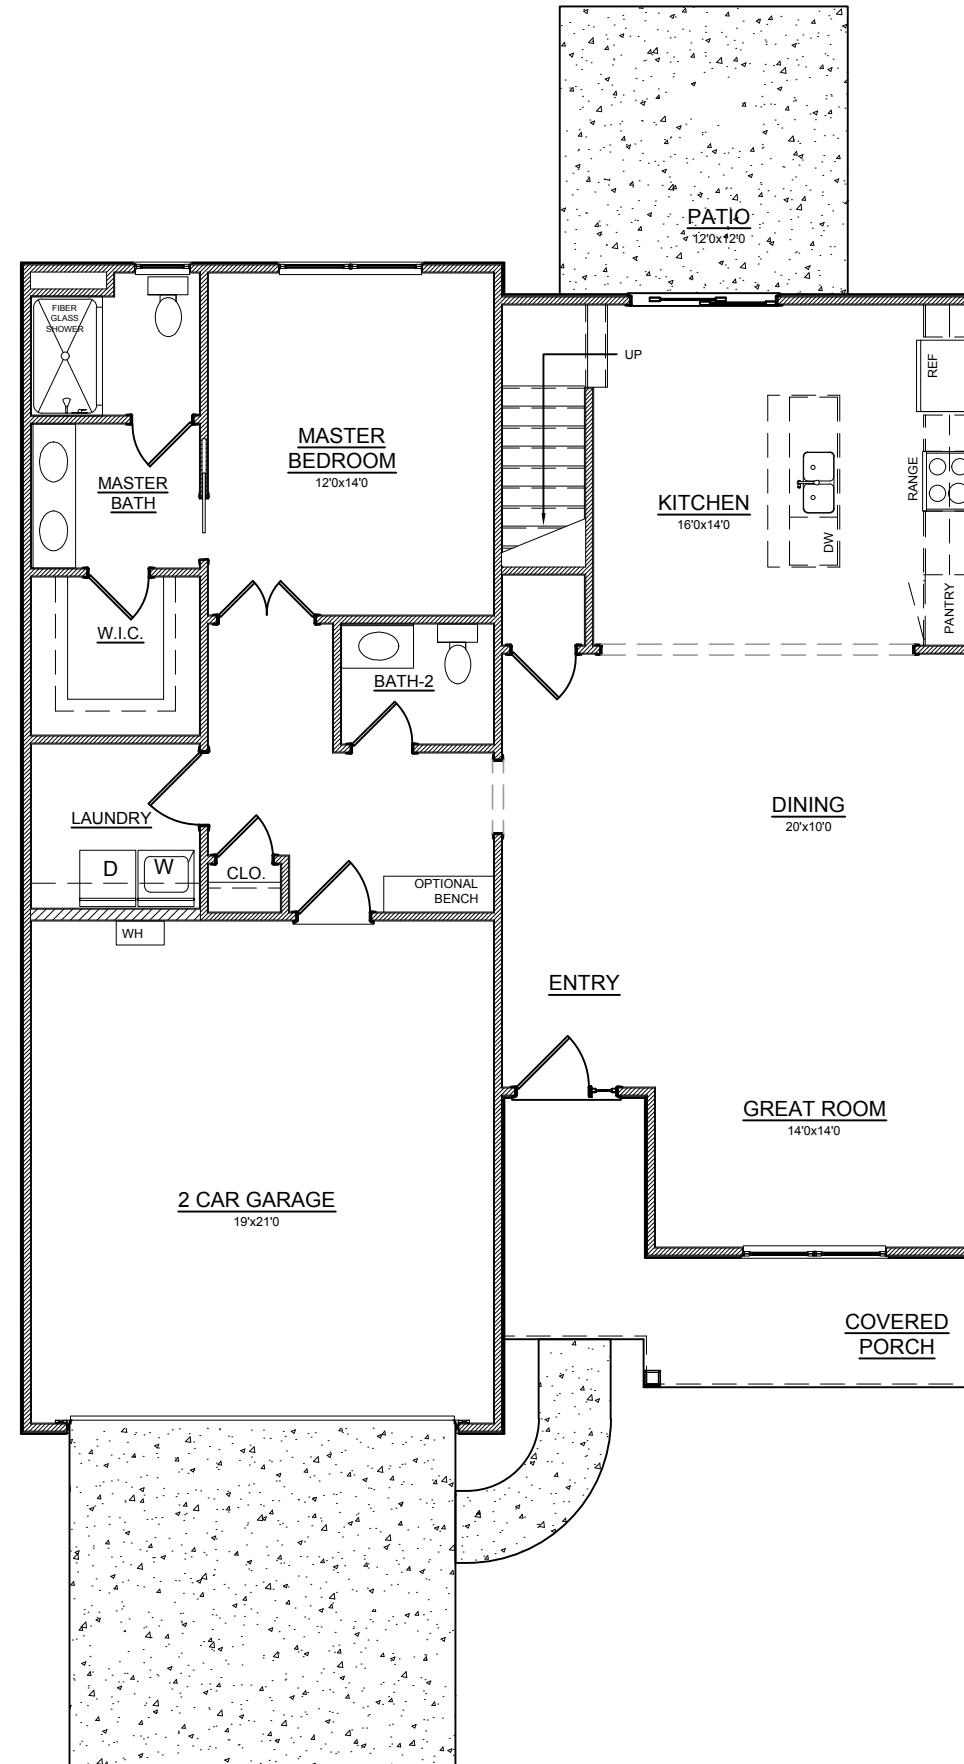 PATIO
12'0x12'0
FIBER
GLASS
SHOWER
UP
REF
MASTER
BEDROOM
12'0x14'0
MASTER
BATH
KITCHEN
16'0x14'0
RANGE
DW
PANTRY
W.I.C.
BATH-2
LAUNDRY
DINING
20'x10'0
D
W
CLO.
OPTIONAL
BENCH
WH
ENTRY
GREAT ROOM
14'0x14'0
2 CAR GARAGE
19'x21'0
COVERED
PORCH